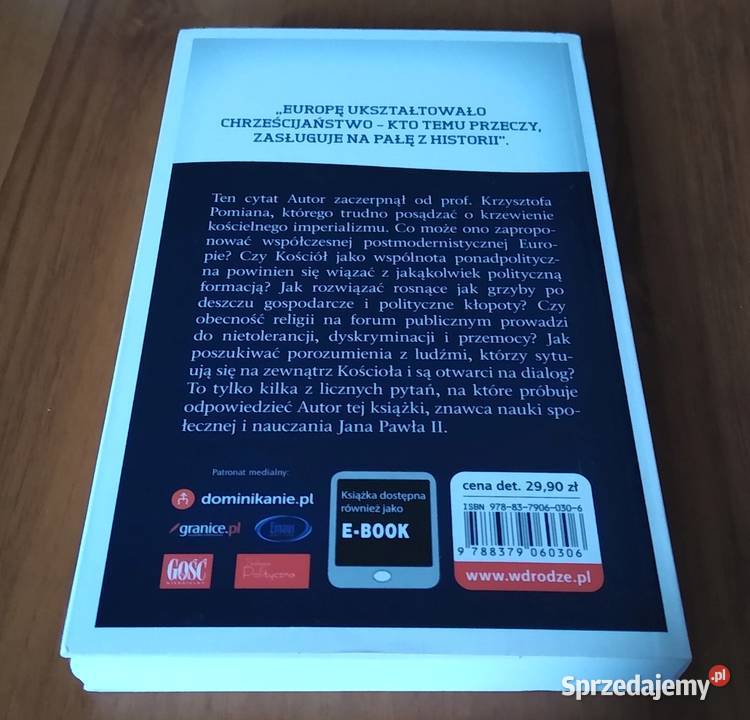 „EUROPĘ UKSZTAŁTOWAŁO
CHRZEŚCIJAŃSTWO – KTO TEMU PRZECZY,
ZASŁUGUJE NA PAŁĘ Z HISTORII”.
Ten cytat Autor zaczerpnął od prof. Krzysztofa
Pomiana, którego trudno posądzać o krzewienie
kościelnego imperializmu. Co może ono zapropo-
nować współczesnej postmodernistycznej Euro-
pie? Czy Kościół jako wspólnota ponadpolitycz-
na powinien się wiązać z jakąkolwiek polityczną
formacją? Jak rozwiązać rosnące jak grzyby po
deszczu gospodarcze i polityczne kłopoty? Czy
obecność religii na forum publicznym prowadzi
do nietolerancji, dyskryminacji i przemocy? Jak
poszukiwać porozumienia z ludźmi, którzy sytu-
ują się na zewnątrz Kościoła i są otwarci na dialog?
To tylko kilka z licznych pytań, na które próbuje
odpowiedzieć Autor tej książki, znawca nauki spo-
łecznej i nauczania Jana Pawła II.
Patronat medialny:
dominikanie.pl
granice.pl
GOŚĆ
Polityczna
Książka dostępna
również jako
E-BOOK
cena det. 29,90 zł
ISBN 978-83-7906-030-6
9 788379 060306
www.wdrodze.pl
Sprzedajemy.pl